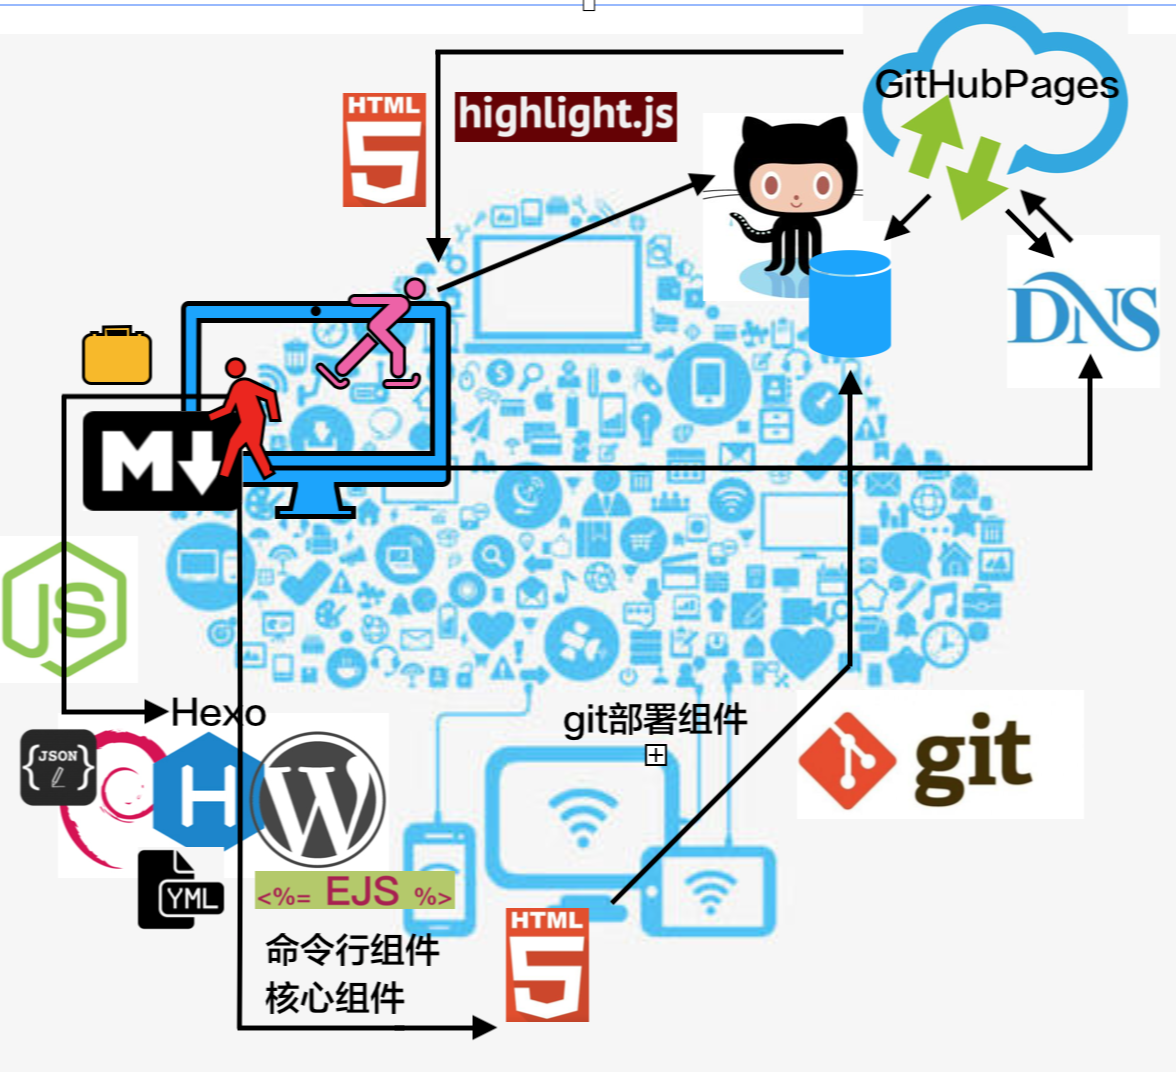 GitHubPages
HTML
5
highlight.js
DNS
M
JS
Hexo
git部署组件
git
{JSON}
H
W
YML
<%= EJS %>
HTML
5
命令行组件
核心组件